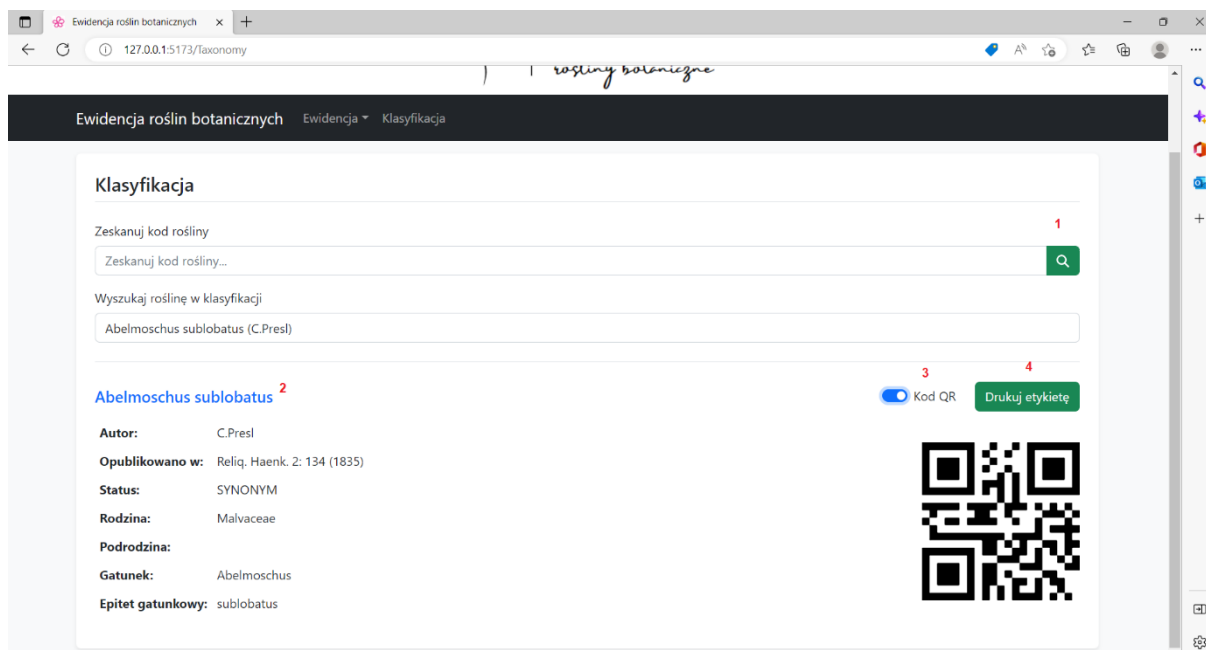 Ewidencja roślin botanicznych
127.0.0.1:5173/Taxonomy
rośliny botaniczne
Ewidencja roślin botanicznych Ewidencja Klasyfikacja
Klasyfikacja
1
Zeskanuj kod rośliny
Zeskanuj kod rośliny...
Wyszukaj roślinę w klasyfikacji
Abelmoschus sublobatus (C.Presl)
3 4
Abelmoschus sublobatus 2 Kod QR Drukuj etykietę
Autor: C.Presl
Opublikowano w: Reliq. Haenk. 2: 134 (1835)
Status: SYNONYM
Rodzina: Malvaceae
Podrodzina:
Gatunek: Abelmoschus
Epitet gatunkowy: sublobatus